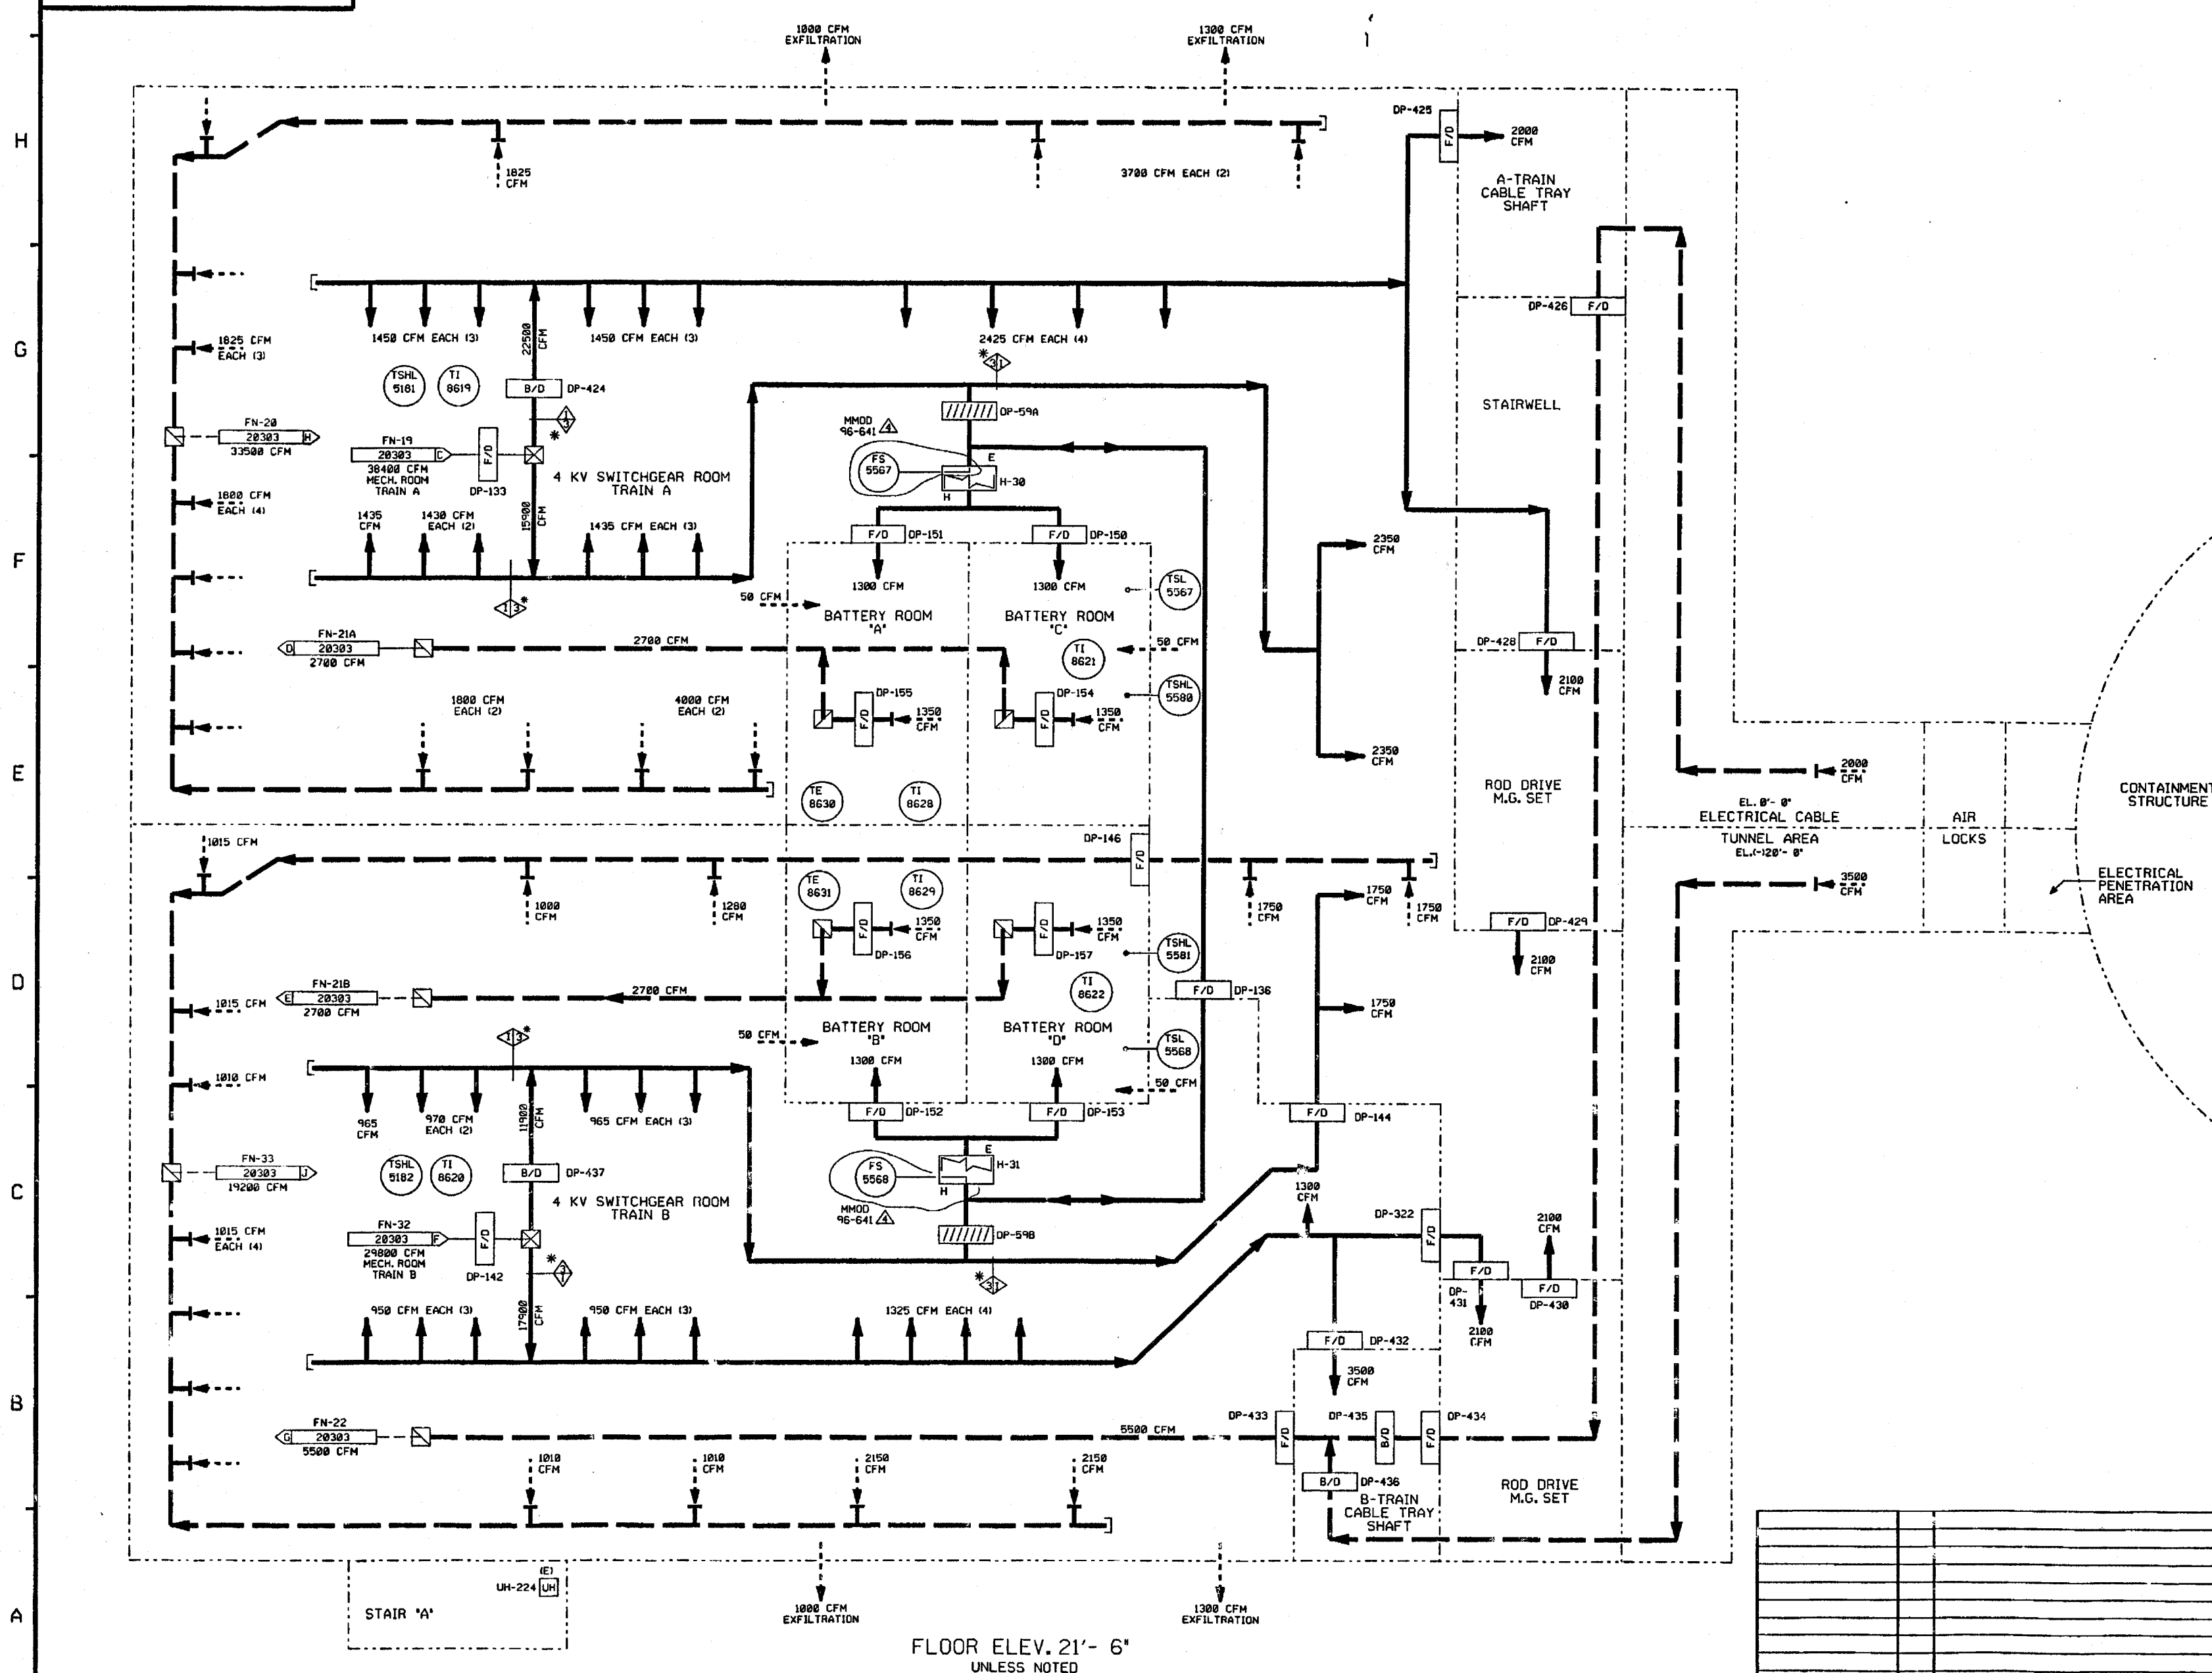 1000 CFM
EXFILTRATION
1300 CFM
EXFILTRATION
H
DP-425
F/D
2000
CFM
1825
CFM
3700 CFM EACH (2)
A-TRAIN
CABLE TRAY
SHAFT
DP-426
F/D
G
1825 CFM
EACH (3)
1450 CFM EACH (3)
22500
CFM
1450 CFM EACH (3)
2425 CFM EACH (4)
TSHL
5181
TI
8619
B/D
DP-424
*
3 1
DP-59A
STAIRWELL
FN-20
20303
H
33500 CFM
1
3
*
MMOD
96-641
4
FN-19
20303
C
38400 CFM
MECH. ROOM
TRAIN A
F/D
DP-133
4 KV SWITCHGEAR ROOM
TRAIN A
FS
5567
E
H
H-30
1800 CFM
EACH (4)
1435
CFM
1430 CFM
EACH (2)
15900
CFM
1435 CFM EACH (3)
F/D
DP-151
F/D
DP-150
F
1300 CFM
1300 CFM
2350
CFM
1 3
*
50 CFM
BATTERY ROOM
"A"
BATTERY ROOM
"C"
TSL
5567
FN-21A
D
20303
2700 CFM
2700 CFM
TI
8621
50 CFM
DP-428
F/D
2100
CFM
DP-155
F/D
1350
CFM
DP-154
F/D
1350
CFM
TSHL
5580
1800 CFM
EACH (2)
4000 CFM
EACH (2)
2350
CFM
E
TE
8630
TI
8628
ROD DRIVE
M.G. SET
2000
CFM
EL. 0'- 0"
ELECTRICAL CABLE
TUNNEL AREA
EL.(-)20'- 0"
AIR
LOCKS
CONTAINMENT
STRUCTURE
1015 CFM
DP-146
F/D
TE
8631
TI
8629
1000
CFM
1280
CFM
1750
CFM
1750
CFM
1750
CFM
3500
CFM
ELECTRICAL
PENETRATION
AREA
F/D
1350
CFM
DP-156
F/D
1350
CFM
DP-157
TSHL
5581
F/D
DP-429
2100
CFM
D
FN-21B
E
20303
2700 CFM
2700 CFM
TI
8622
F/D
DP-136
1750
CFM
1015 CFM
1 3
*
50 CFM
BATTERY ROOM
"B"
BATTERY ROOM
"D"
TSL
5568
1300 CFM
1300 CFM
1010 CFM
50 CFM
965
CFM
970 CFM
EACH (2)
11900
CFM
965 CFM EACH (3)
F/D
DP-152
F/D
DP-153
F/D
DP-144
C
FN-33
20303
J
19200 CFM
TSHL
5182
TI
8620
B/D
DP-437
4 KV SWITCHGEAR ROOM
TRAIN B
FS
5568
E
H
H-31
MMOD
96-641
4
1300
CFM
1015 CFM
EACH (4)
FN-32
20303
F
29800 CFM
MECH. ROOM
TRAIN B
F/D
DP-142
*
3
1
DP-59B
*
3 1
DP-322
F/D
2100
CFM
F/D
DP-
431
F/D
DP-430
2100
CFM
950 CFM EACH (3)
17900
CFM
950 CFM EACH (3)
1325 CFM EACH (4)
F/D
DP-432
3500
CFM
B
FN-22
G
20303
5500 CFM
5500 CFM
DP-433
F/D
DP-435
B/D
DP-434
F/D
B/D
DP-436
1010
CFM
1010
CFM
2150
CFM
2150
CFM
B-TRAIN
CABLE TRAY
SHAFT
ROD DRIVE
M.G. SET
(E)
UH-224
UH
STAIR "A"
A
1000 CFM
EXFILTRATION
1300 CFM
EXFILTRATION
FLOOR ELEV. 21'- 6"
UNLESS NOTED